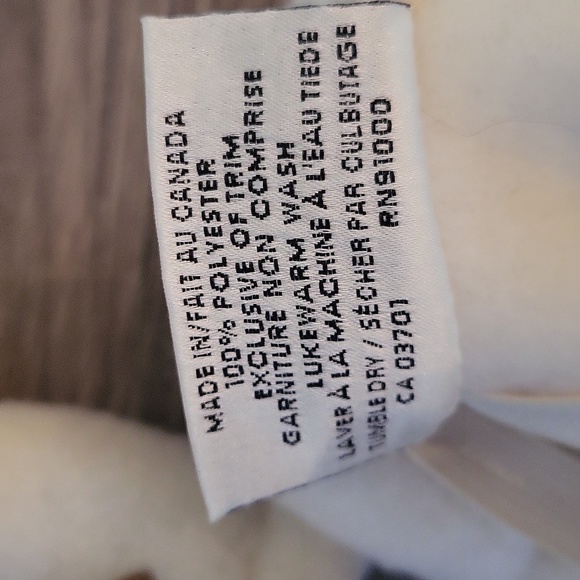 MADE IN/FAIT AU CANADA
100% POLYESTER
EXCLUSIVE OF TRIM
GARNITURE NON COMPRISE
LUKEWARM WASH
LAVER À LA MACHINE À L'EAU TIEDE
TUMBLE DRY / SÉCHER PAR CULBUTAGE
CA 03701 RN91000